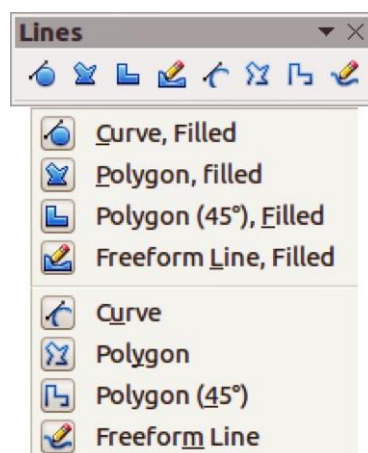 Lines
Curve, Filled
Polygon, filled
Polygon (45°), Filled
Freeform Line, Filled
Curve
Polygon
Polygon (45°)
Freeform Line